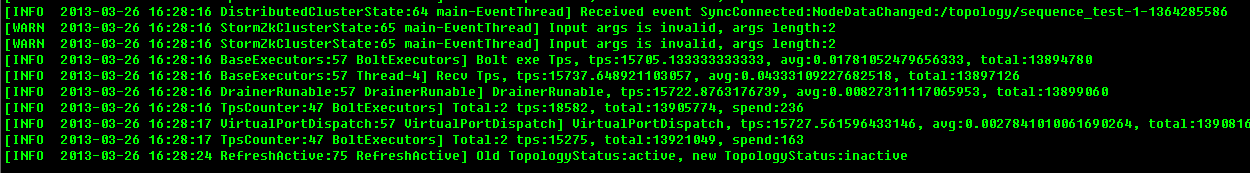 [INFO  2013-03-26 16:28:16 DistributedClusterState:64 main-EventThread] Received event SyncConnected:NodeDataChanged:/topology/sequence_test-1-1364285586
[WARN  2013-03-26 16:28:16 StormZkClusterState:65 main-EventThread] Input args is invalid, args length:2
[WARN  2013-03-26 16:28:16 StormZkClusterState:65 main-EventThread] Input args is invalid, args length:2
[INFO  2013-03-26 16:28:16 BaseExecutors:57 BoltExecutors] Bolt exe Tps, tps:15705.133333333333, avg:0.01781052479656333, total:13894780
[INFO  2013-03-26 16:28:16 BaseExecutors:57 Thread-4] Recv Tps, tps:15737.648921103057, avg:0.04333109227682518, total:13897126
[INFO  2013-03-26 16:28:16 DrainerRunable:57 DrainerRunable] DrainerRunable, tps:15722.8763176739, avg:0.00827311117065953, total:13899060
[INFO  2013-03-26 16:28:16 TpsCounter:47 BoltExecutors] Total:2 tps:18582, total:13905774, spend:236
[INFO  2013-03-26 16:28:17 VirtualPortDispatch:57 VirtualPortDispatch] VirtualPortDispatch, tps:15727.561596433146, avg:0.0027841010061690264, total:1390816
[INFO  2013-03-26 16:28:17 TpsCounter:47 BoltExecutors] Total:2 tps:15275, total:13921049, spend:163
[INFO  2013-03-26 16:28:24 RefreshActive:75 RefreshActive] Old TopologyStatus:active, new TopologyStatus:inactive